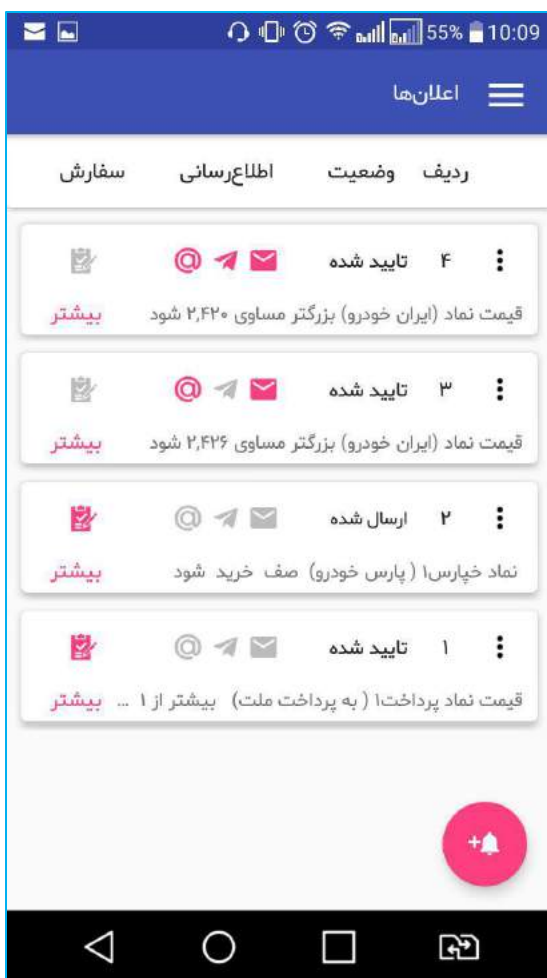 55% 10:09
اعلان‌ها
ردیف وضعیت اطلاع‌رسانی سفارش
۴ تایید شده
قیمت نماد (ایران خودرو) بزرگتر مساوی ۲,۴۲۰ شود بیشتر
۳ تایید شده
قیمت نماد (ایران خودرو) بزرگتر مساوی ۲,۴۲۶ شود بیشتر
۲ ارسال شده
نماد خپارس۱ ( پارس خودرو) صف خرید شود بیشتر
۱ تایید شده
قیمت نماد پرداخت۱ ( به پرداخت ملت) بیشتر از ۱ ... بیشتر